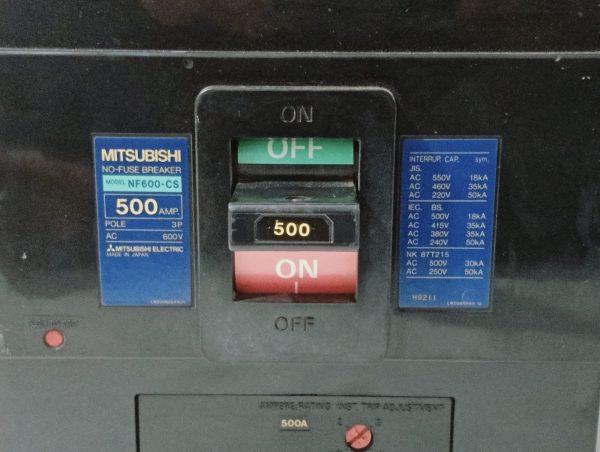 ON
OFF
500
ON
I
OFF
MITSUBISHI
NO-FUSE BREAKER
MODEL NF600-CS
500 AMP.
POLE 3P
AC 600V
MITSUBISHI ELECTRIC
MADE IN JAPAN
INTERRUP. CAP. sym.
JIS.
AC 550V 18kA
AC 460V 35kA
AC 220V 50kA
IEC. BS.
AC 500V 18kA
AC 415V 35kA
AC 380V 35kA
AC 240V 50kA
NK 87T215
AC 500V 30kA
AC 250V 50kA
H9211
AMPERE RATING INST. TRIP ADJUSTMENT
500A